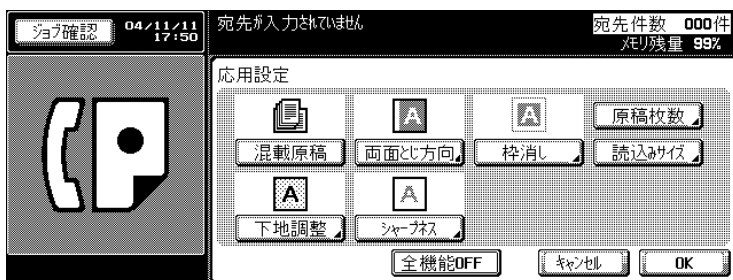 ジョブ確認
04/11/11
17:50
宛先が入力されていません
宛先件数 000件
メモリ残量 99%
応用設定
混載原稿
両面とじ方向
枠消し
原稿枚数
読込みサイズ
下地調整
シャープネス
全機能OFF
キャンセル
OK